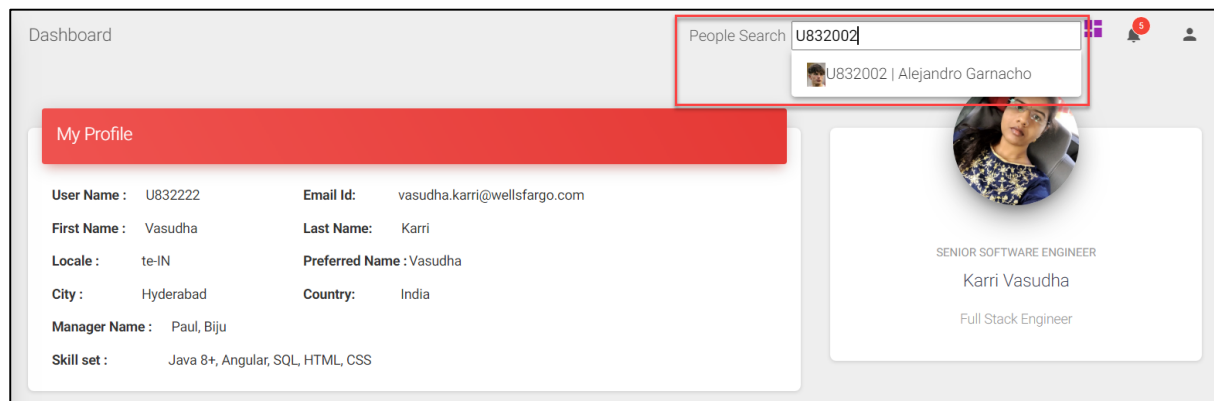 Dashboard
People Search U832002
5
U832002 | Alejandro Garnacho
My Profile
User Name : U832222 Email Id: vasudha.karri@wellsfargo.com
First Name : Vasudha Last Name: Karri
Locale : te-IN Preferred Name : Vasudha
City : Hyderabad Country: India
Manager Name : Paul, Biju
Skill set : Java 8+, Angular, SQL, HTML, CSS
SENIOR SOFTWARE ENGINEER
Karri Vasudha
Full Stack Engineer